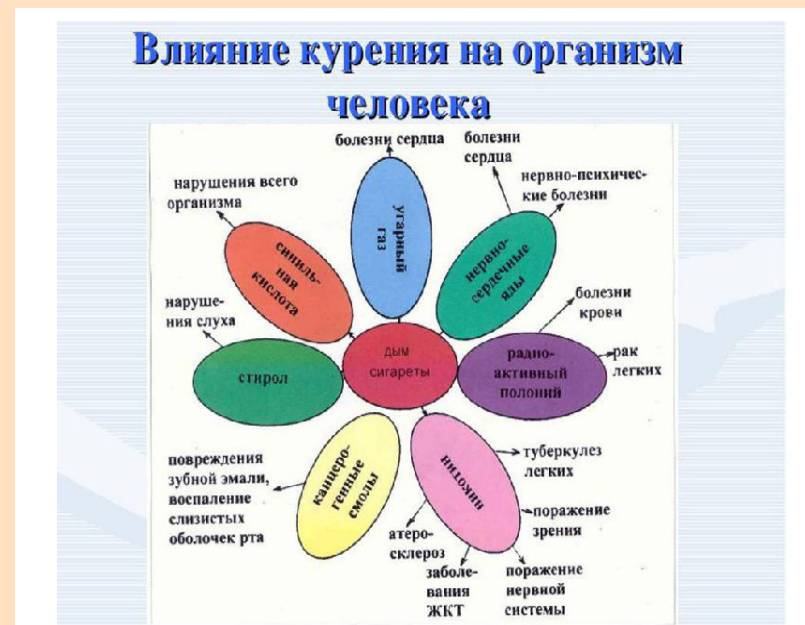 Влияние курения на организм
человека
болезни сердца
болезни
сердца
нервно-психичес-
кие болезни
нарушения всего
организма
угарный
газ
синиль-
ная
кислота
нервно-
сердечные
яды
наруше-
ния слуха
болезни
крови
дым
сигареты
радио-
активный
полоний
рак
легких
стирол
повреждения
зубной эмали,
воспаление
слизистых
оболочек рта
канцеро-
генные
смолы
никотин
туберкулез
легких
поражение
зрения
атеро-
склероз
заболе-
вания
ЖКТ
поражение
нервной
системы